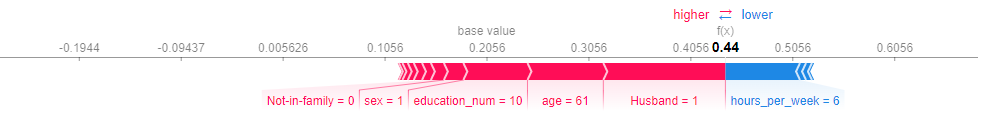 higher ⇄ lower
base value f(x)
-0.1944 -0.09437 0.005626 0.1056 0.2056 0.3056 0.4056 0.44 0.5056 0.6056
Not-in-family = 0 sex = 1 education_num = 10 age = 61 Husband = 1 hours_per_week = 6